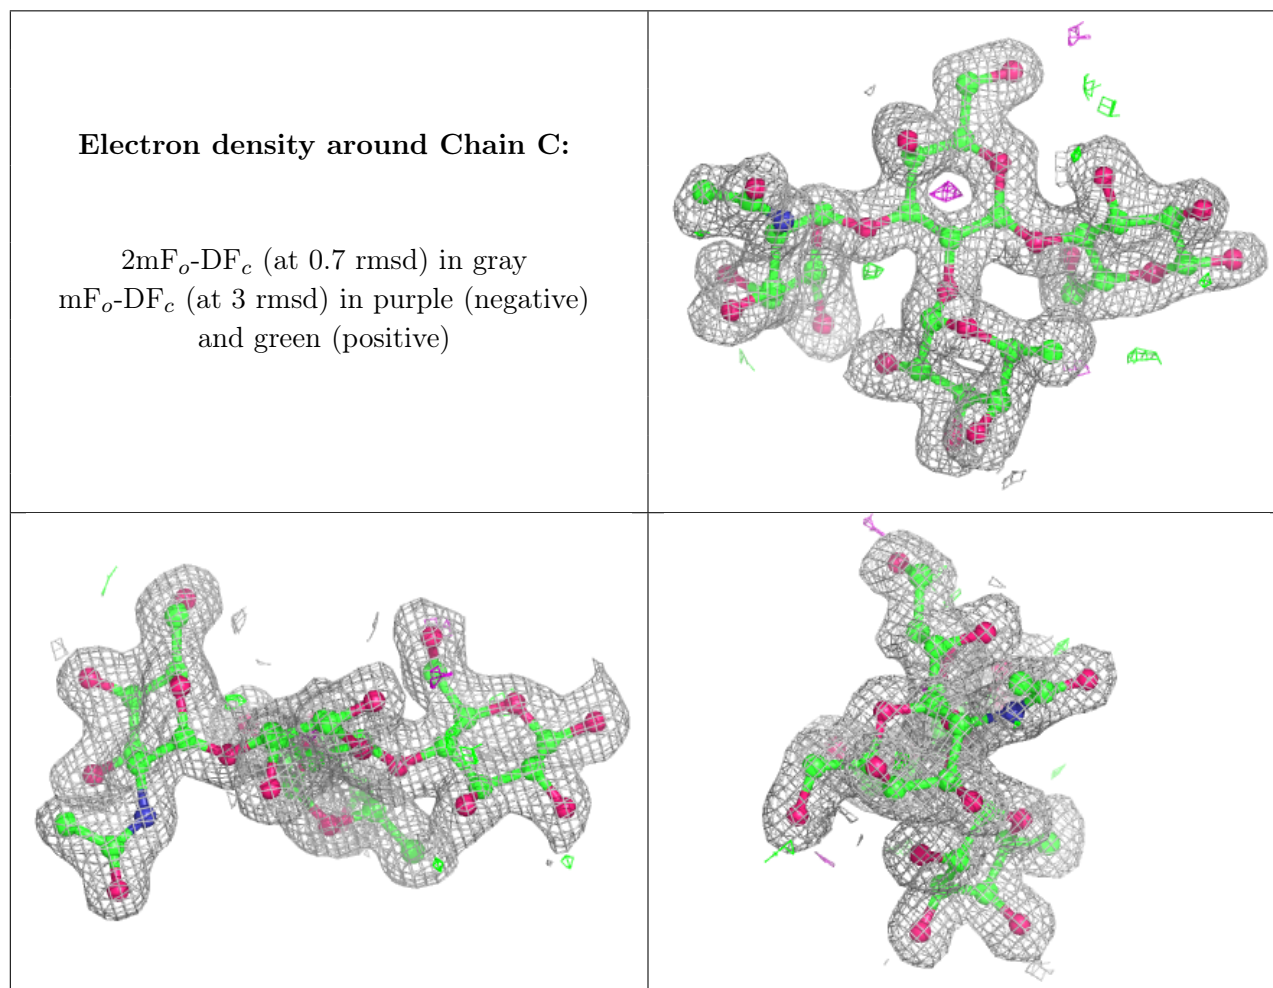 Electron density around Chain C:
2mFₒ-DF𝑐 (at 0.7 rmsd) in gray
mFₒ-DF𝑐 (at 3 rmsd) in purple (negative)
and green (positive)